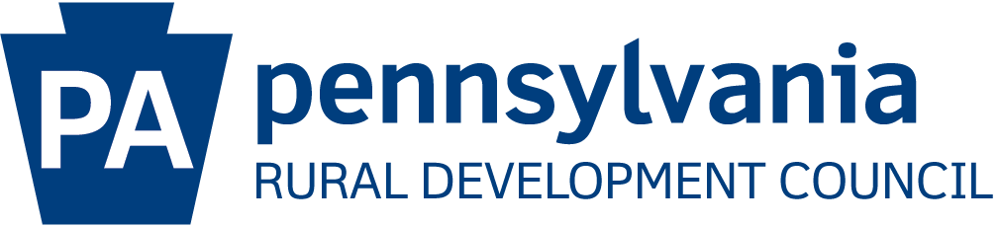 PA
pennsylvania
RURAL DEVELOPMENT COUNCIL